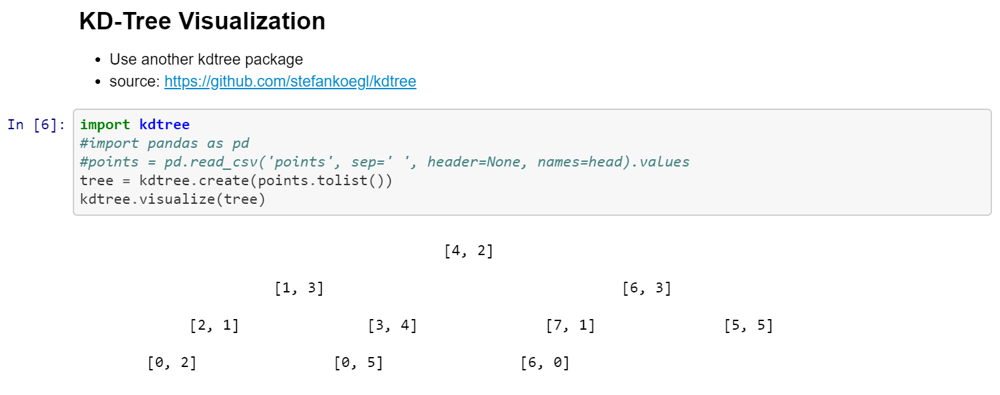 KD-Tree Visualization
• Use another kdtree package
• source: https://github.com/stefankoegl/kdtree
In [6]: import kdtree
#import pandas as pd
#points = pd.read_csv('points', sep=' ', header=None, names=head).values
tree = kdtree.create(points.tolist())
kdtree.visualize(tree)
[4, 2]
[1, 3] [6, 3]
[2, 1] [3, 4] [7, 1] [5, 5]
[0, 2] [0, 5] [6, 0]